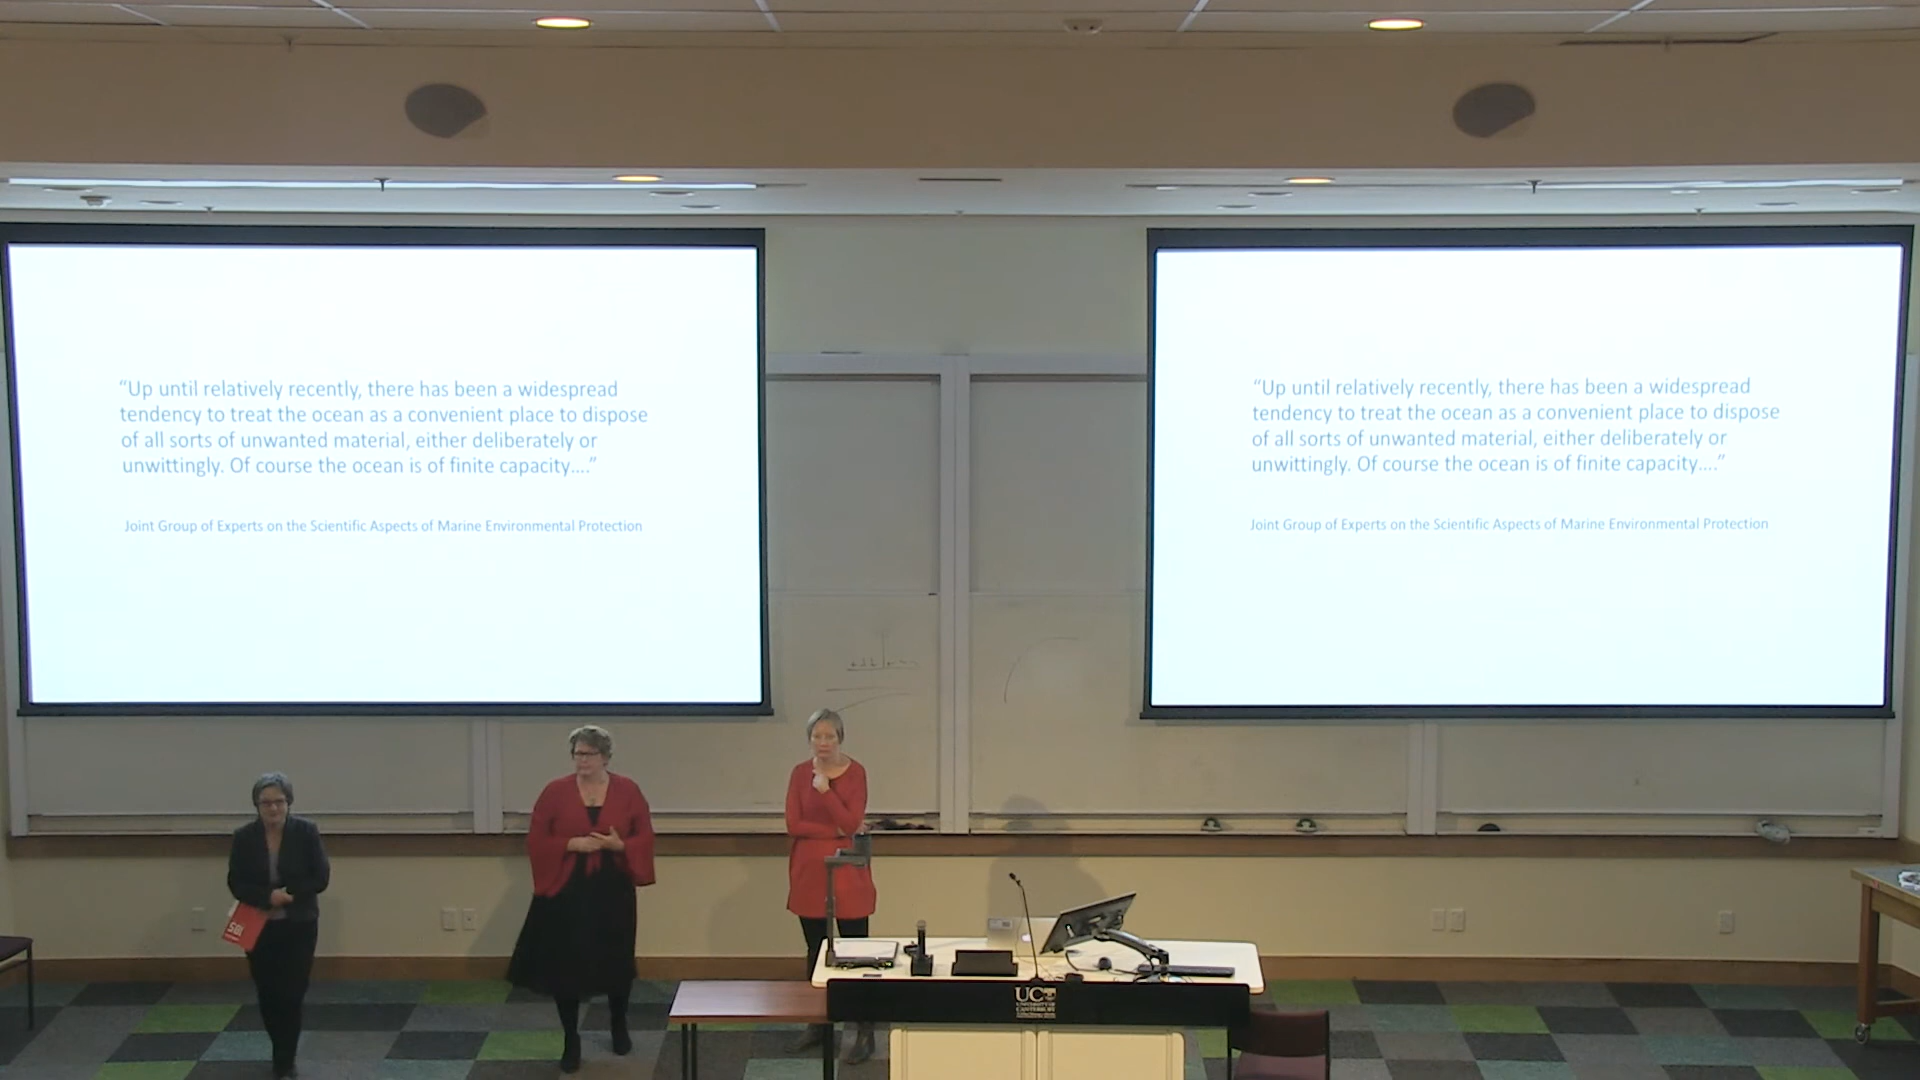 “Up until relatively recently, there has been a widespread
tendency to treat the ocean as a convenient place to dispose
of all sorts of unwanted material, either deliberately or
unwittingly. Of course the ocean is of finite capacity....”
Joint Group of Experts on the Scientific Aspects of Marine Environmental Protection
“Up until relatively recently, there has been a widespread
tendency to treat the ocean as a convenient place to dispose
of all sorts of unwanted material, either deliberately or
unwittingly. Of course the ocean is of finite capacity....”
Joint Group of Experts on the Scientific Aspects of Marine Environmental Protection
UC
UNIVERSITY OF
CANTERBURY